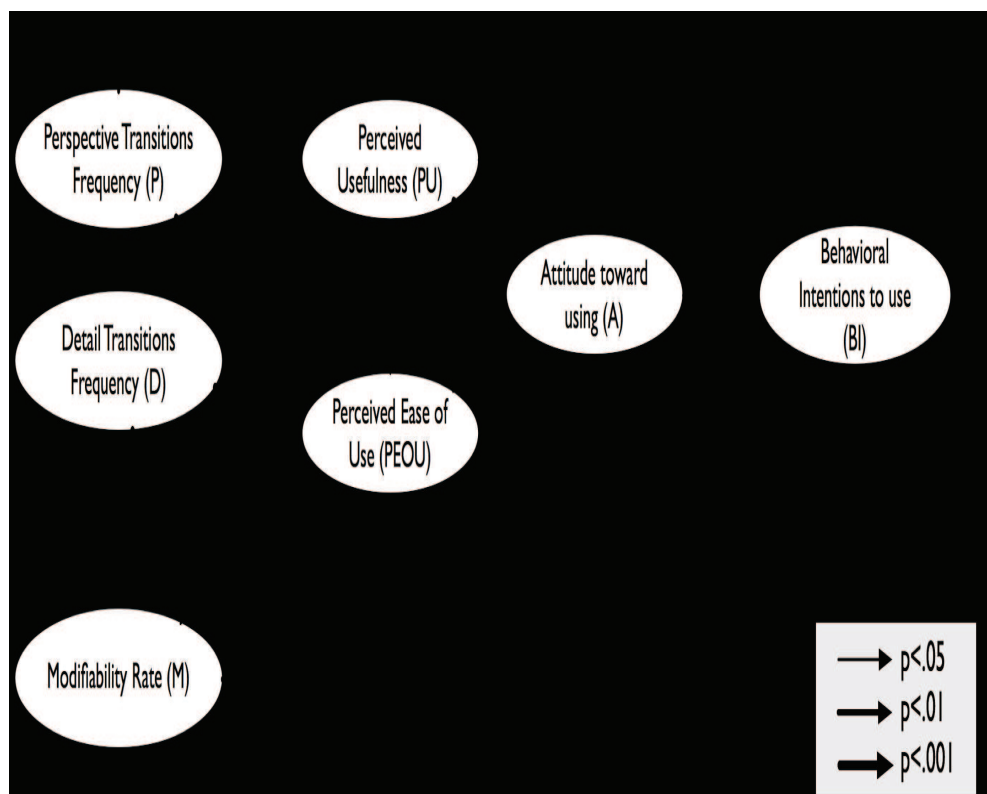 Perspective Transitions
Frequency (P)
Perceived
Usefulness (PU)
Detail Transitions
Frequency (D)
Perceived Ease of
Use (PEOU)
Attitude toward
using (A)
Behavioral
Intentions to use
(BI)
Modifiability Rate (M)
p<.05
p<.01
p<.001